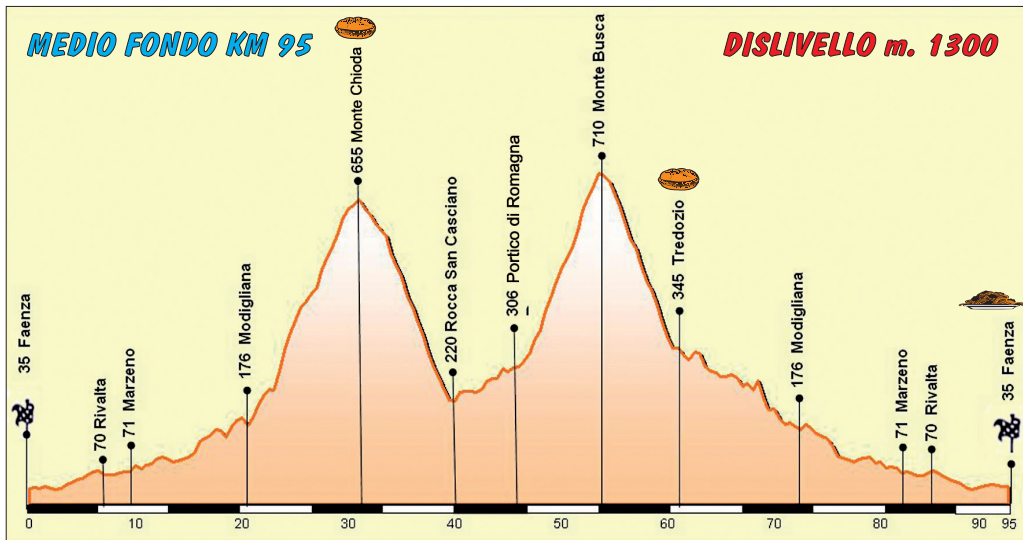 MEDIO FONDO KM 95
DISLIVELLO m. 1300
35 Faenza
70 Rivalta
71 Marzeno
176 Modigliana
655 Monte Chioda
220 Rocca San Casciano
306 Portico di Romagna
710 Monte Busca
345 Tredozio
176 Modigliana
71 Marzeno
70 Rivalta
35 Faenza
0 10 20 30 40 50 60 70 80 90 95